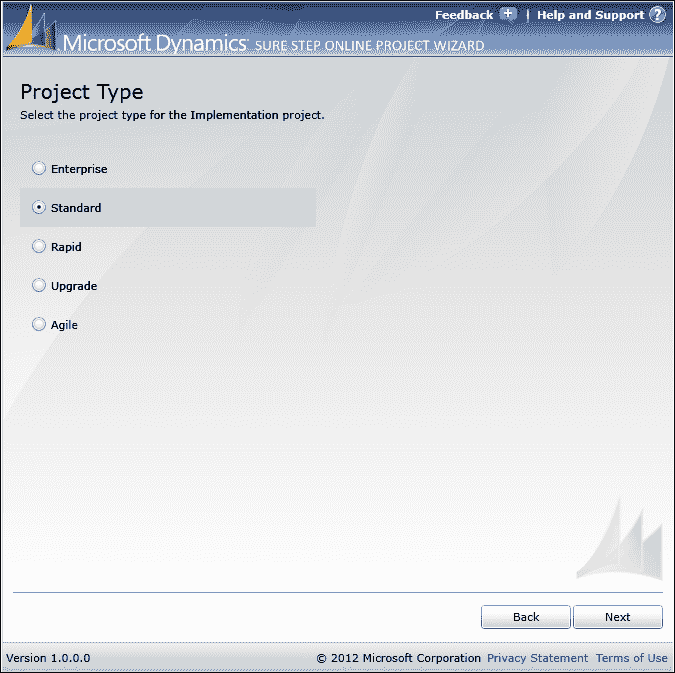 Feedback | Help and Support ?
Microsoft Dynamics® SURE STEP ONLINE PROJECT WIZARD
Project Type
Select the project type for the Implementation project.
Enterprise
Standard
Rapid
Upgrade
Agile
Back Next
Version 1.0.0.0 © 2012 Microsoft Corporation Privacy Statement Terms of Use